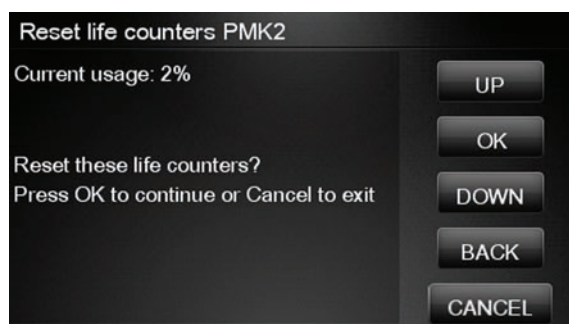 Reset life counters PMK2
Current usage: 2%
Reset these life counters?
Press OK to continue or Cancel to exit
UP
OK
DOWN
BACK
CANCEL